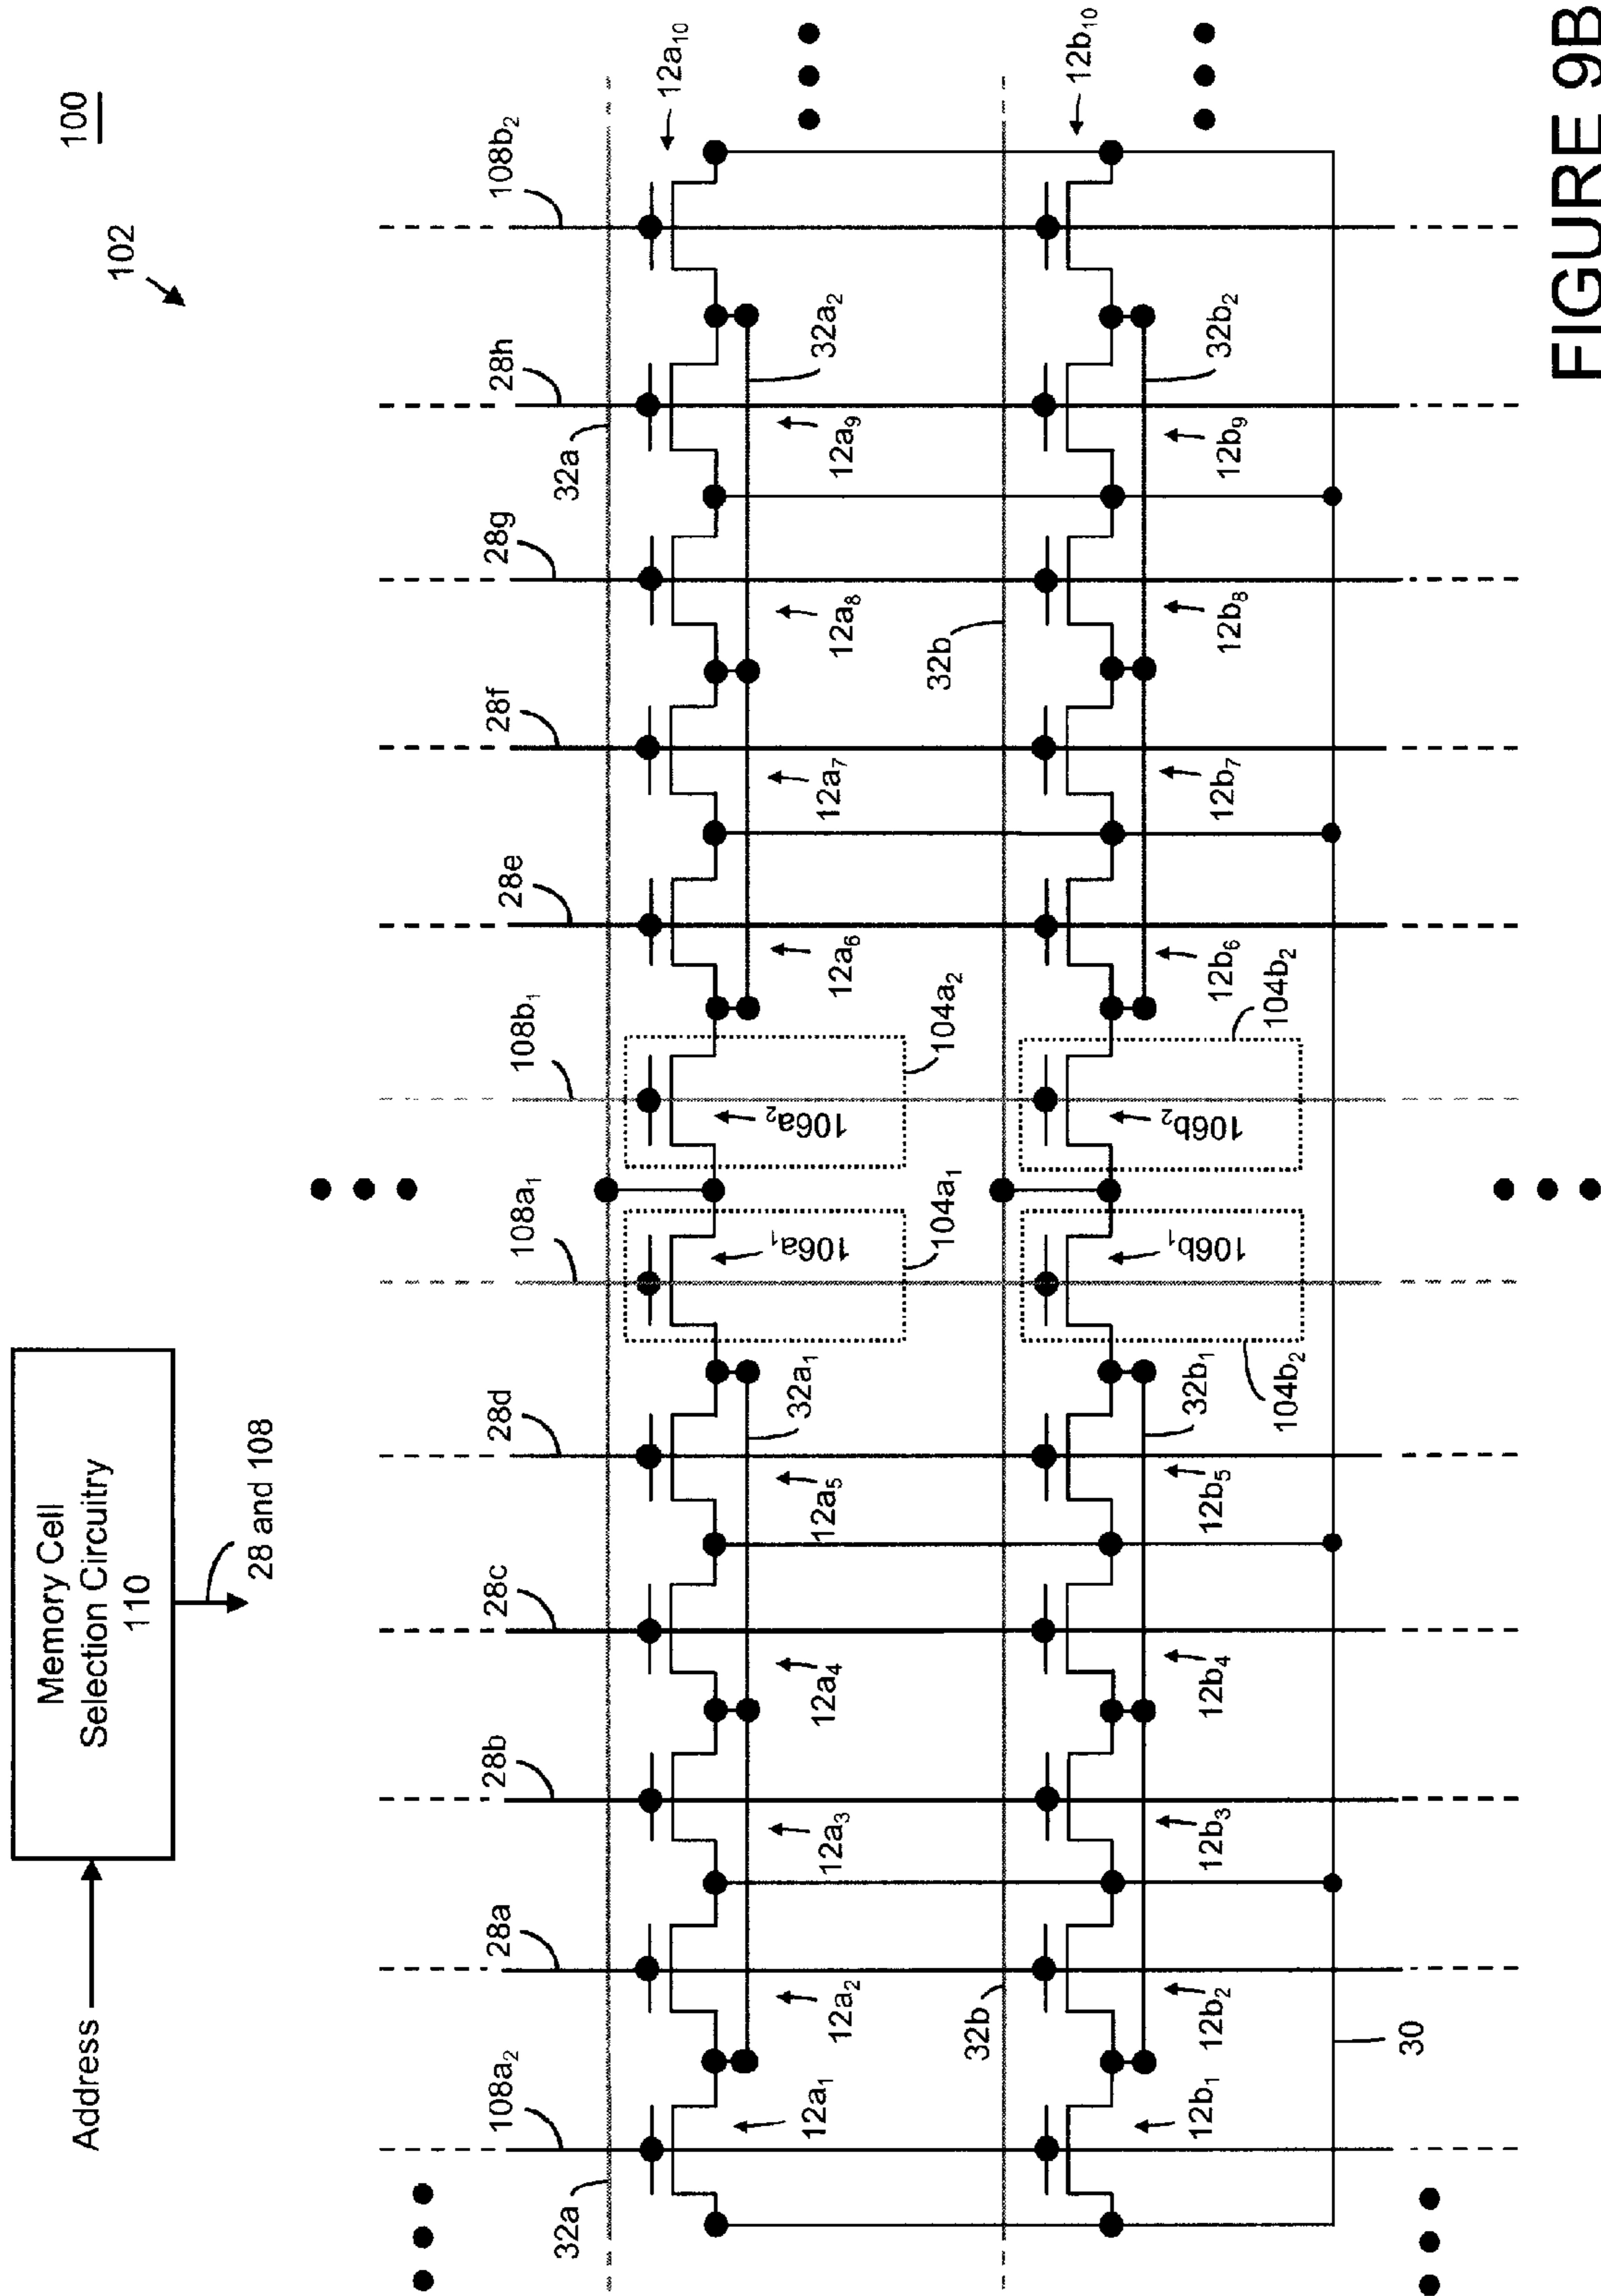 100
102
Memory Cell
Selection Circuitry
110
Address
28 and 108
108a₂
28a
28b
28c
28d
108a₁
108b₁
28e
28f
28g
28h
108b₂
32a
32a
12a₁
12a₂
12a₃
12a₄
12a₅
32a₁
106a₁
104a₁
106a₂
104a₂
12a₆
12a₇
12a₈
12a₉
32a₂
12a₁₀
32b
32b
12b₁
12b₂
12b₃
12b₄
12b₅
32b₁
106b₁
104b₂
106b₂
104b₂
12b₆
12b₇
12b₈
12b₉
32b₂
12b₁₀
30
FIGURE 9B